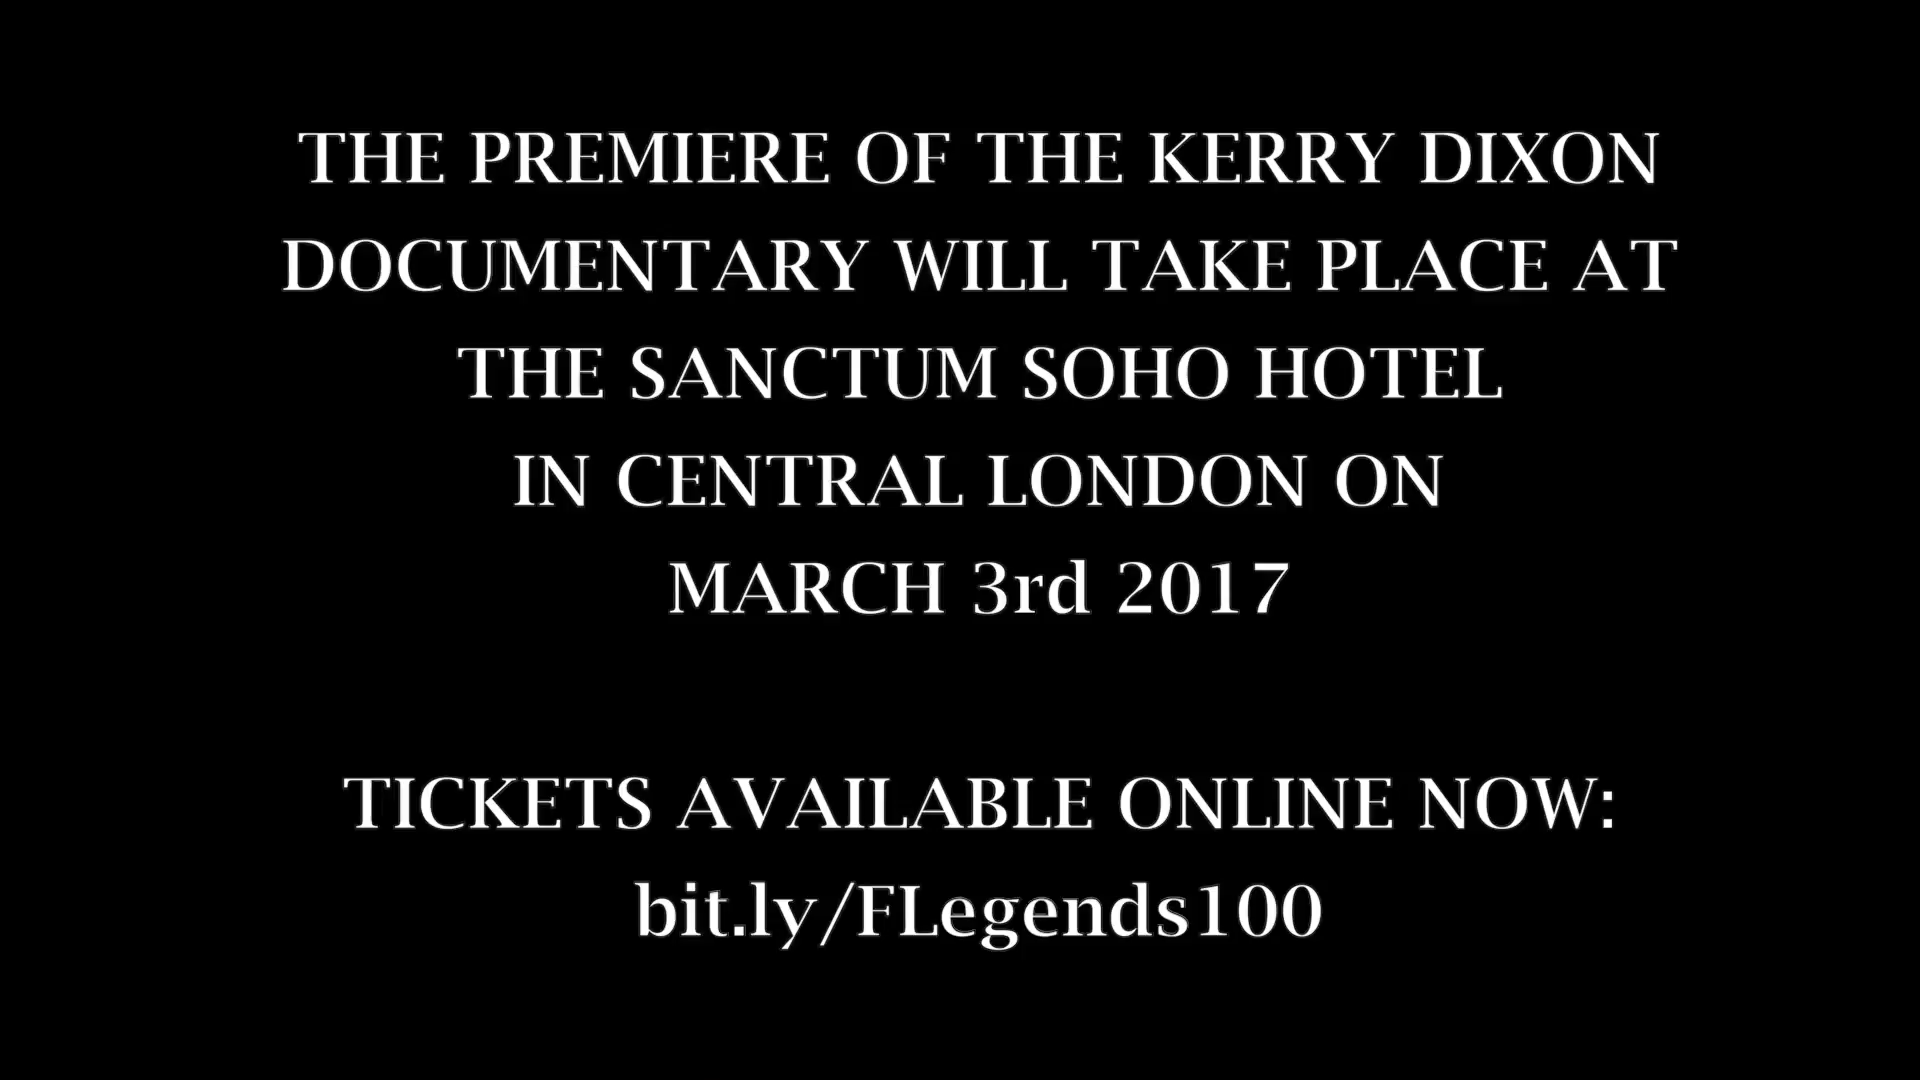 THE PREMIERE OF THE KERRY DIXON
DOCUMENTARY WILL TAKE PLACE AT
THE SANCTUM SOHO HOTEL
IN CENTRAL LONDON ON
MARCH 3rd 2017
TICKETS AVAILABLE ONLINE NOW:
bit.ly/FLegends100